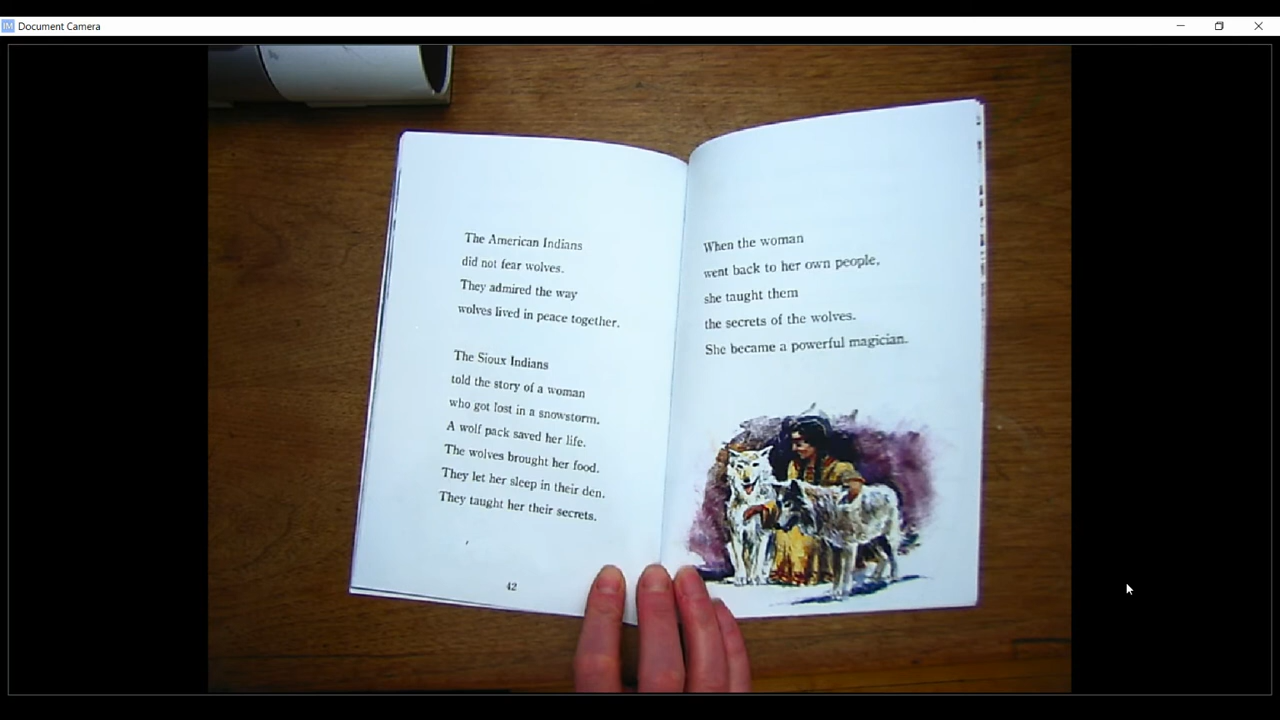 Document Camera
The American Indians
did not fear wolves.
They admired the way
wolves lived in peace together.
The Sioux Indians
told the story of a woman
who got lost in a snowstorm.
A wolf pack saved her life.
The wolves brought her food.
They let her sleep in their den.
They taught her their secrets.
42
When the woman
went back to her own people,
she taught them
the secrets of the wolves.
She became a powerful magician.